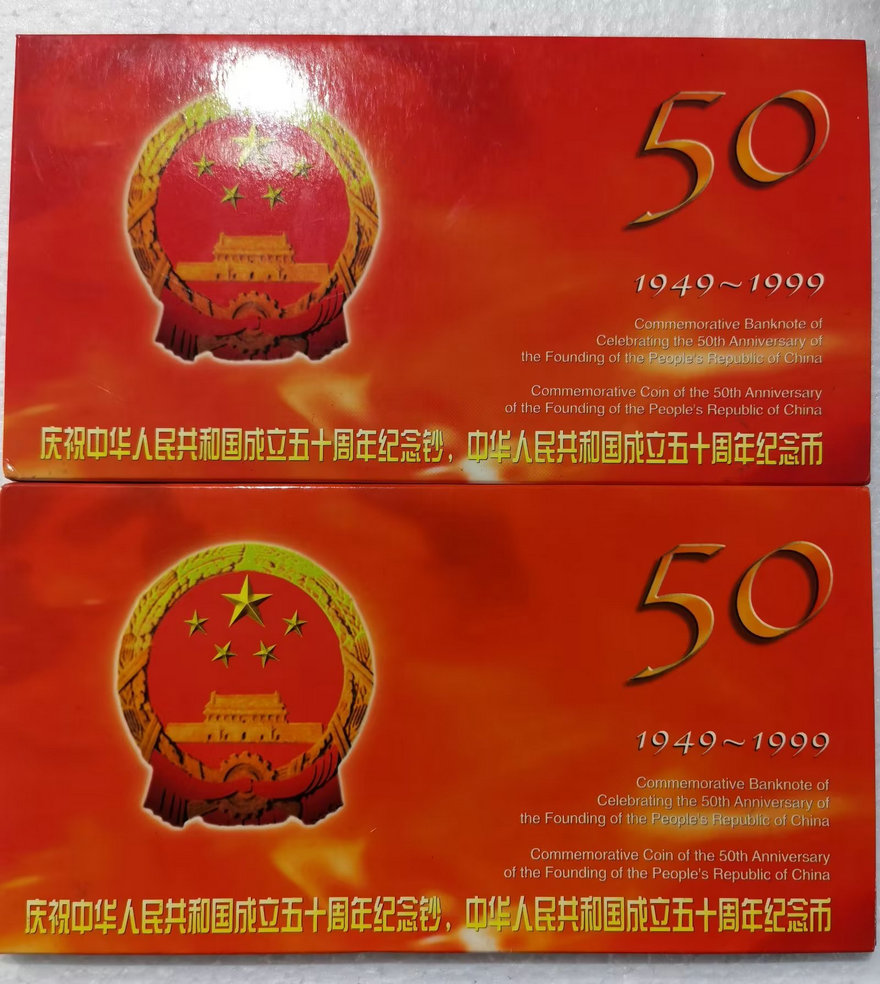 50
1949~1999
Commemorative Banknote of
Celebrating the 50th Anniversary of
the Founding of the People's Republic of China
Commemorative Coin of the 50th Anniversary
of the Founding of the People's Republic of China
庆祝中华人民共和国成立五十周年纪念钞，中华人民共和国成立五十周年纪念币
50
1949~1999
Commemorative Banknote of
Celebrating the 50th Anniversary of
the Founding of the People's Republic of China
Commemorative Coin of the 50th Anniversary
of the Founding of the People's Republic of China
庆祝中华人民共和国成立五十周年纪念钞，中华人民共和国成立五十周年纪念币